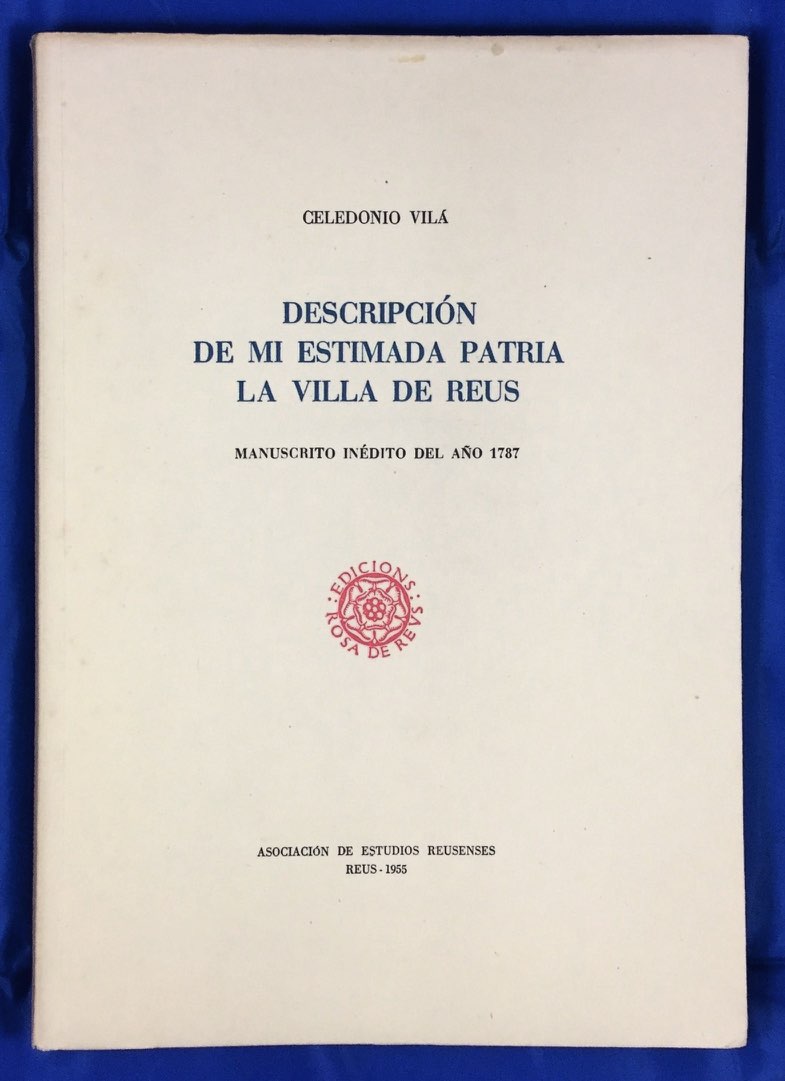 CELEDONIO VILÁ
DESCRIPCIÓN
DE MI ESTIMADA PATRIA
LA VILLA DE REUS
MANUSCRITO INÉDITO DEL AÑO 1787
: EDICIONS :
ROSA DE REVS
ASOCIACIÓN DE ESTUDIOS REUSENSES
REUS - 1955